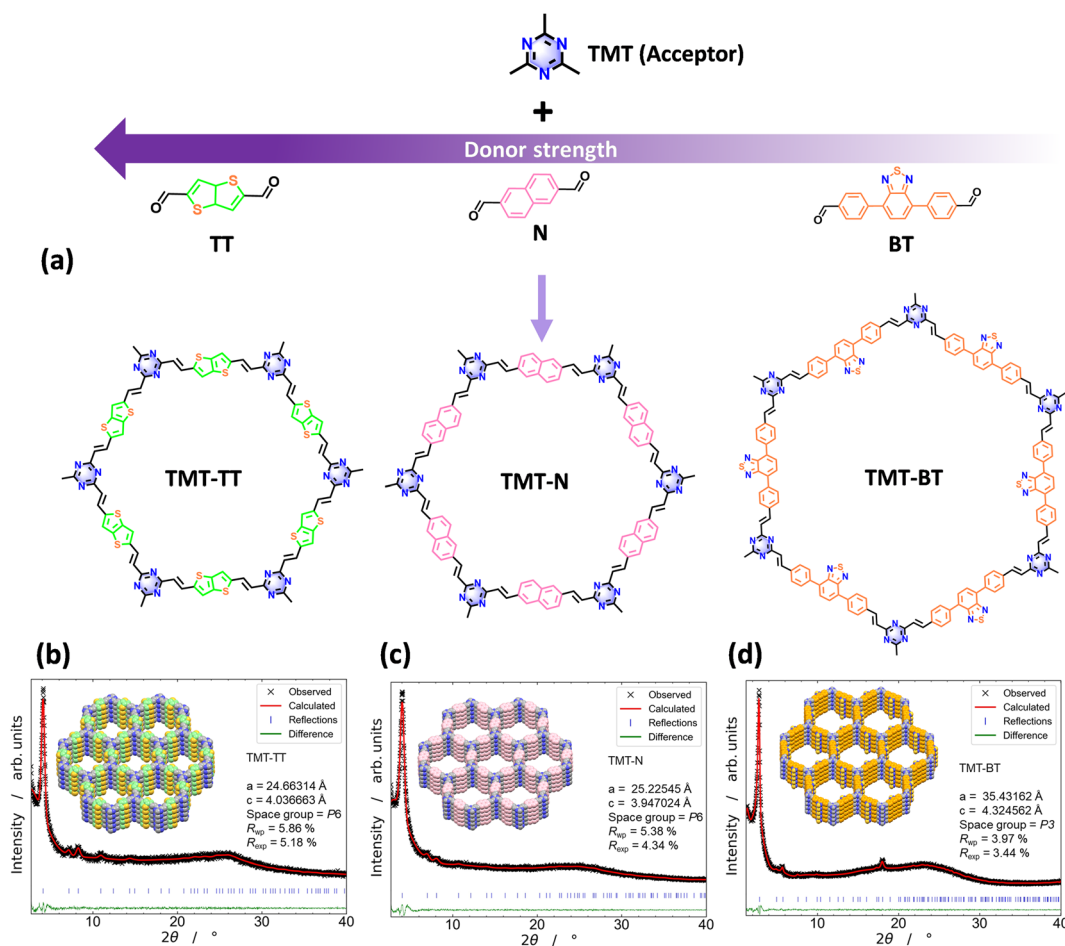 TMT (Acceptor)
+
Donor strength
TT
N
BT
(a)
TMT-TT
TMT-N
TMT-BT
(b)
Observed
Calculated
Reflections
Difference
TMT-TT
a = 24.66314 Å
c = 4.036663 Å
Space group = P6
Rwp = 5.86 %
Rexp = 5.18 %
Intensity / arb. units
10 20 30 40
2θ / °
(c)
Observed
Calculated
Reflections
Difference
TMT-N
a = 25.22545 Å
c = 3.947024 Å
Space group = P6
Rwp = 5.38 %
Rexp = 4.34 %
Intensity / arb. units
10 20 30 40
2θ / °
(d)
Observed
Calculated
Reflections
Difference
TMT-BT
a = 35.43162 Å
c = 4.324562 Å
Space group = P3
Rwp = 3.97 %
Rexp = 3.44 %
Intensity / arb. units
10 20 30 40
2θ / °